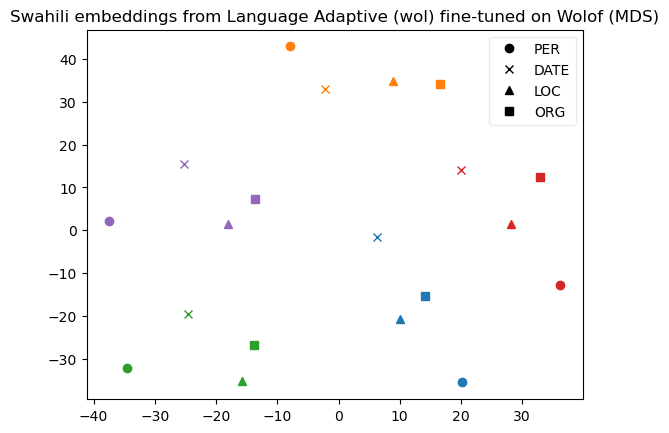 Swahili embeddings from Language Adaptive (wol) fine-tuned on Wolof (MDS)
PER
DATE
LOC
ORG
40
30
20
10
0
−10
−20
−30
−40 −30 −20 −10 0 10 20 30